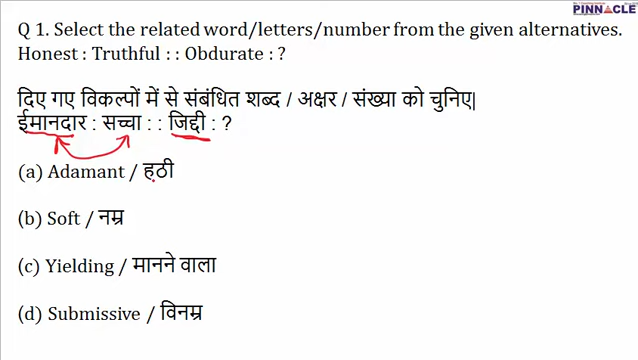 PINNACLE
Q 1. Select the related word/letters/number from the given alternatives.
Honest : Truthful : : Obdurate : ?
दिए गए विकल्पों में से संबंधित शब्द / अक्षर / संख्या को चुनिए|
ईमानदार : सच्चा : : जिद्दी : ?
(a) Adamant / हठी
(b) Soft / नम्र
(c) Yielding / मानने वाला
(d) Submissive / विनम्र